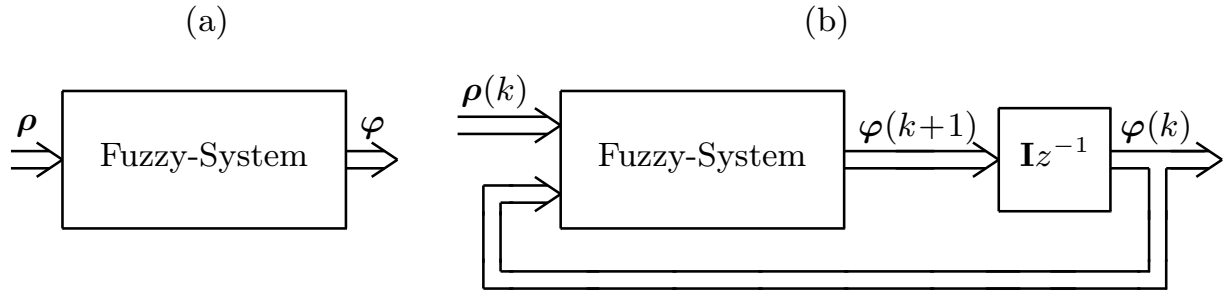 (a)
ρ
Fuzzy-System
φ
(b)
ρ(k)
Fuzzy-System
φ(k+1)
Iz⁻¹
φ(k)